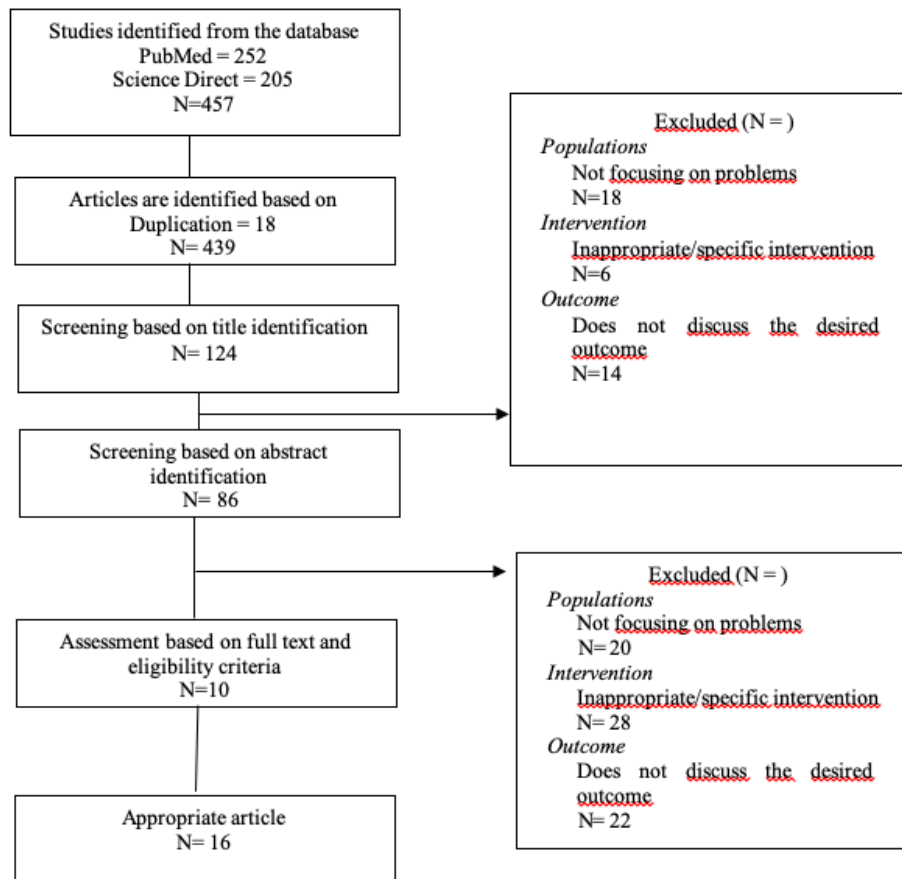 Studies identified from the database
PubMed = 252
Science Direct = 205
N=457
Articles are identified based on
Duplication = 18
N= 439
Screening based on title identification
N= 124
Excluded (N = )
Populations
Not focusing on problems
N=18
Intervention
Inappropriate/specific intervention
N=6
Outcome
Does not discuss the desired
outcome
N=14
Screening based on abstract
identification
N= 86
Excluded (N = )
Populations
Not focusing on problems
N=20
Intervention
Inappropriate/specific intervention
N= 28
Outcome
Does not discuss the desired
outcome
N= 22
Assessment based on full text and
eligibility criteria
N=10
Appropriate article
N= 16